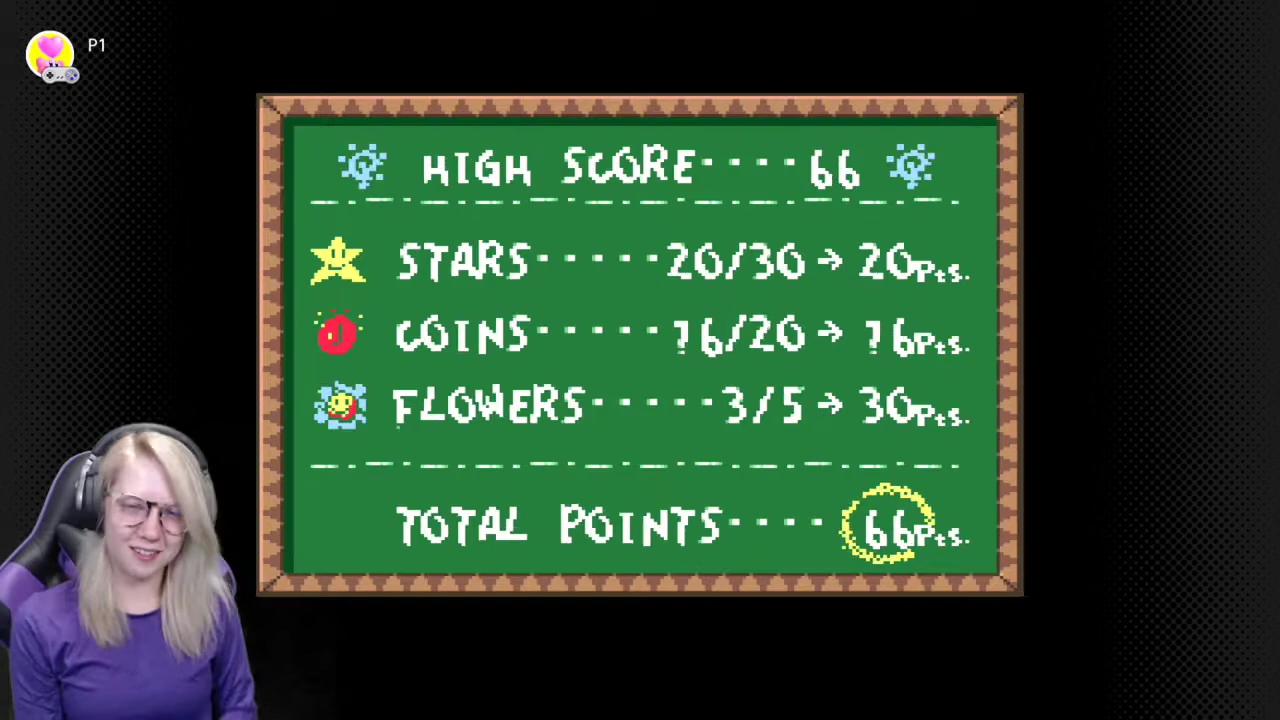 P1
HIGH SCORE····66
STARS·····20/30→20Pts.
COINS·····16/20→16Pts.
FLOWERS·····3/5→30Pts.
TOTAL POINTS····66Pts.